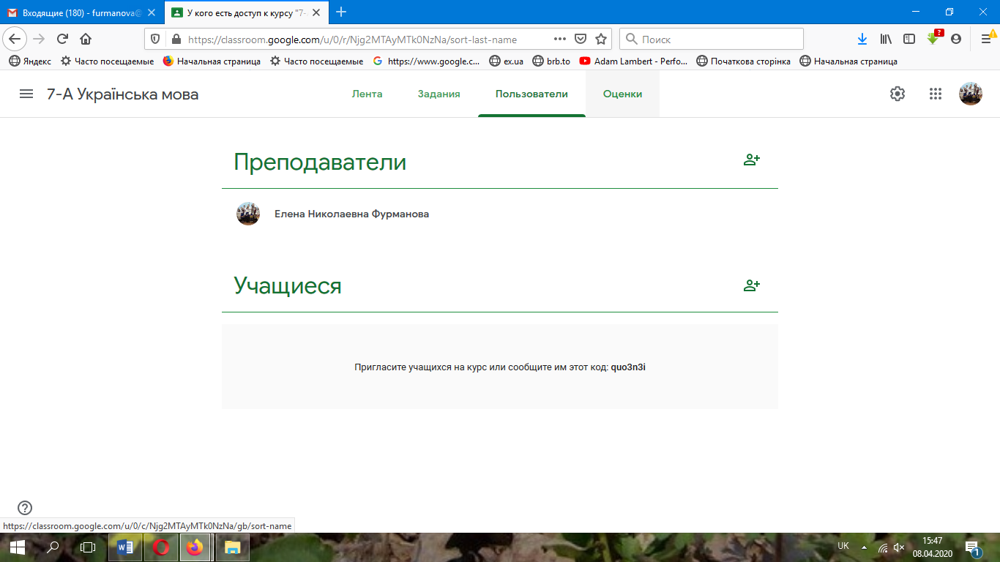 Входящие (180) - furmanova@
У кого есть доступ к курсу "7-
https://classroom.google.com/u/0/r/Njg2MTAyMTk0NzNa/sort-last-name
Поиск
?
Яндекс
Часто посещаемые
Начальная страница
Часто посещаемые
https://www.google.c...
ex.ua
brb.to
Adam Lambert - Perfo...
Початкова сторінка
Начальная страница
7-А Українська мова
Лента
Задания
Пользователи
Оценки
Преподаватели
Елена Николаевна Фурманова
Учащиеся
Пригласите учащихся на курс или сообщите им этот код: quo3n3i
?
https://classroom.google.com/u/0/c/Njg2MTAyMTk0NzNa/gb/sort-name
UK
15:47
08.04.2020
1